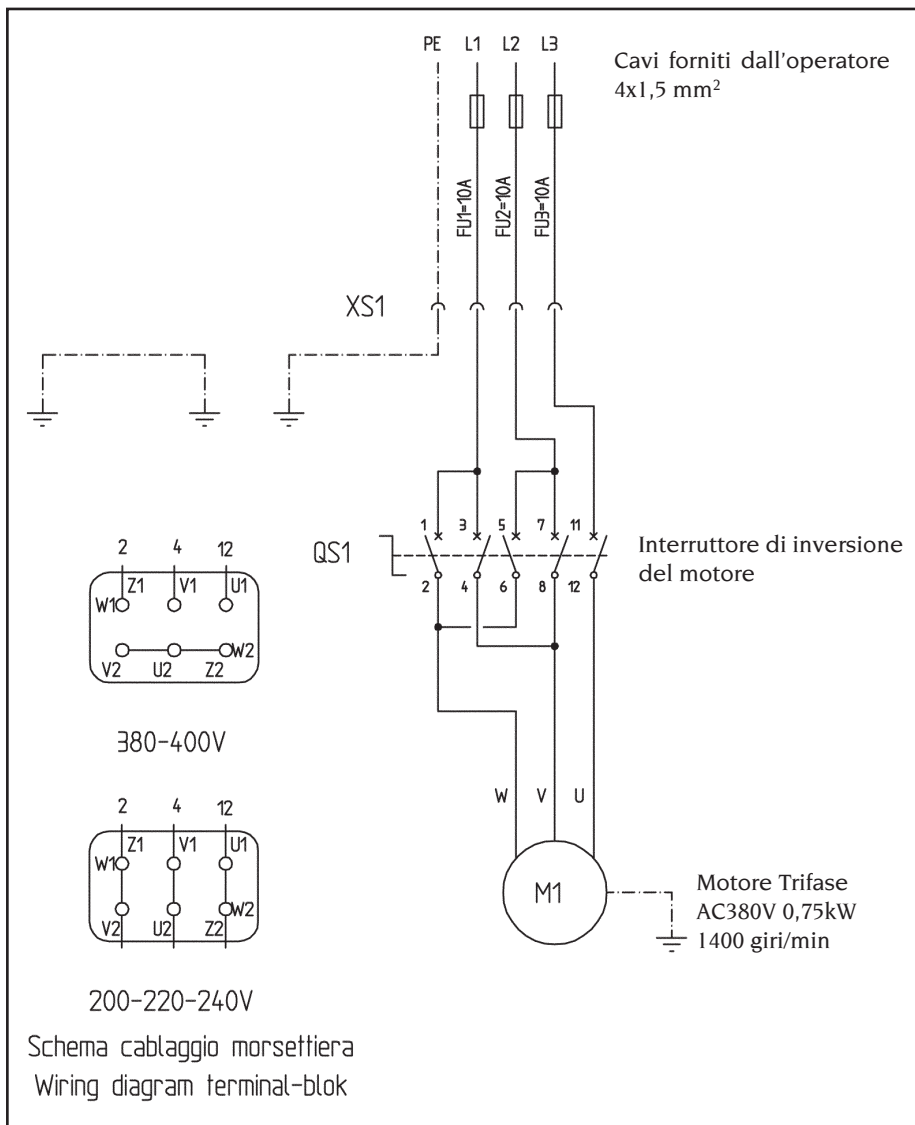 PE L1 L2 L3
Cavi forniti dall'operatore
4x1,5 mm²
FU1=10A
FU2=10A
FU3=10A
XS1
1 3 5 7 11
QS1
2 4 6 8 12
Interruttore di inversione
del motore
2 4 12
Z1 V1 U1
W1
W2
V2 U2 Z2
380-400V
2 4 12
Z1 V1 U1
W1
W2
V2 U2 Z2
200-220-240V
W V U
M1
Motore Trifase
AC380V 0,75kW
1400 giri/min
Schema cablaggio morsettiera
Wiring diagram terminal-blok